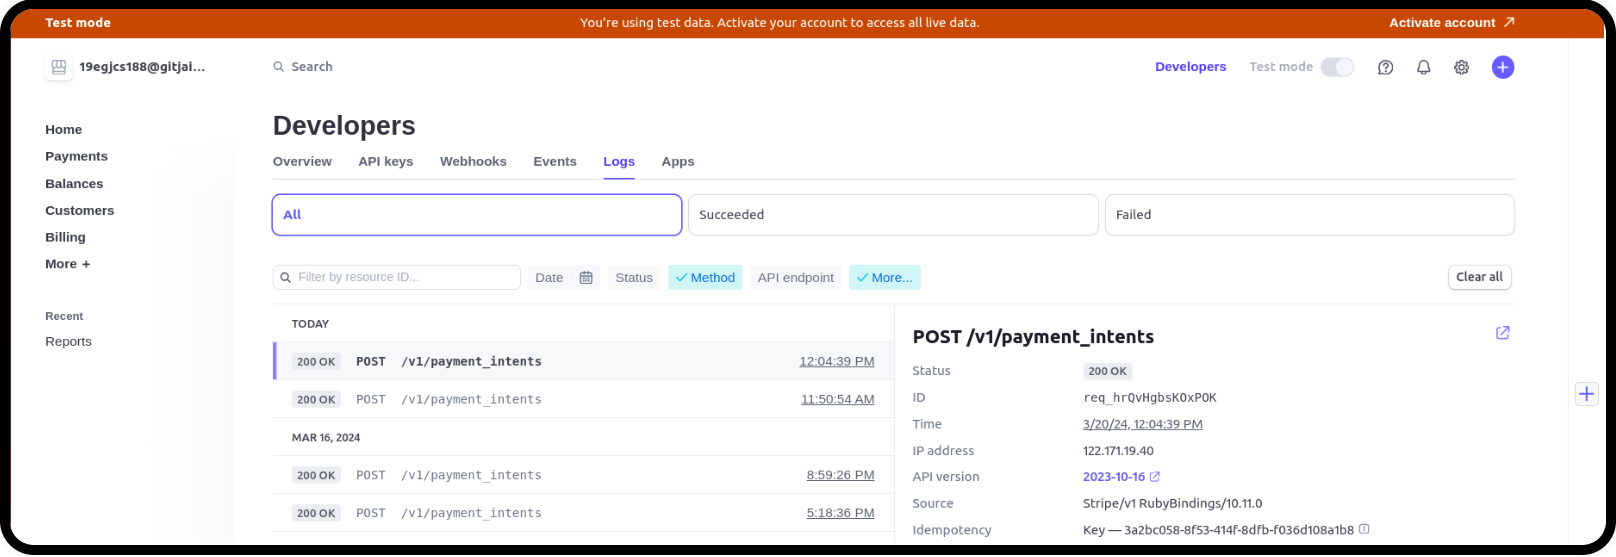 Test mode
You're using test data. Activate your account to access all live data.
Activate account
19egjcs188@gitjai...
Search
Developers
Test mode
Home
Payments
Balances
Customers
Billing
More +
Recent
Reports
Developers
Overview
API keys
Webhooks
Events
Logs
Apps
All
Succeeded
Failed
Filter by resource ID...
Date
Status
Method
API endpoint
More...
Clear all
TODAY
200 OK POST /v1/payment_intents 12:04:39 PM
200 OK POST /v1/payment_intents 11:50:54 AM
MAR 16, 2024
200 OK POST /v1/payment_intents 8:59:26 PM
200 OK POST /v1/payment_intents 5:18:36 PM
POST /v1/payment_intents
Status 200 OK
ID req_hrQvHgbsKOxPOK
Time 3/20/24, 12:04:39 PM
IP address 122.171.19.40
API version 2023-10-16
Source Stripe/v1 RubyBindings/10.11.0
Idempotency Key — 3a2bc058-8f53-414f-8dfb-f036d108a1b8